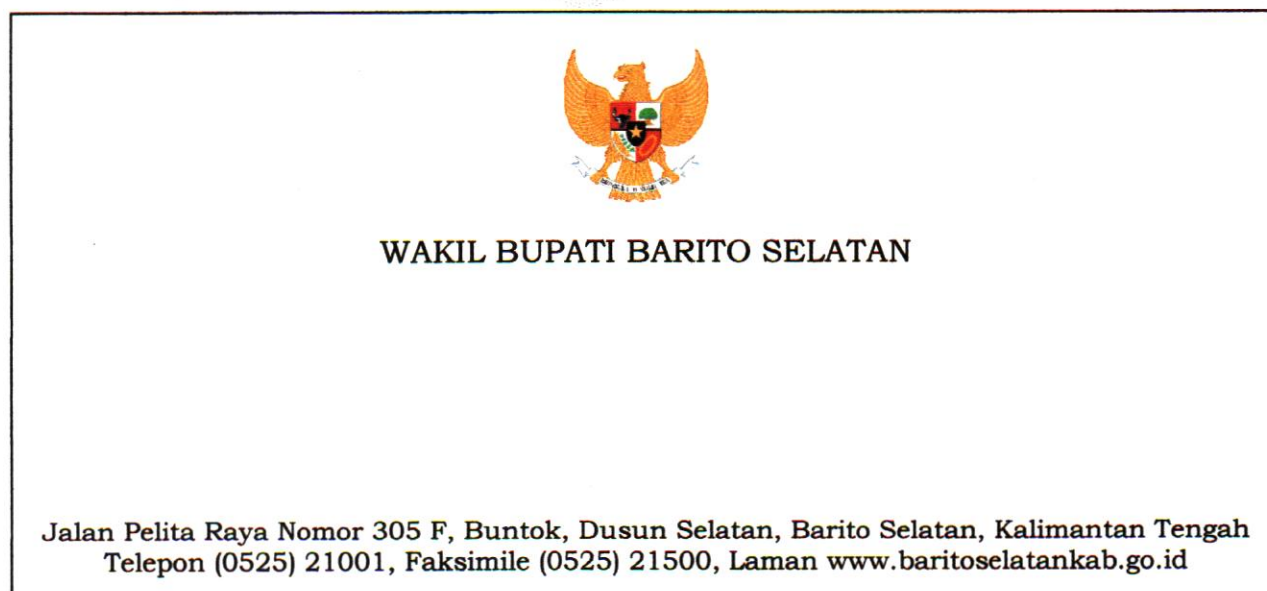 WAKIL BUPATI BARITO SELATAN
Jalan Pelita Raya Nomor 305 F, Buntok, Dusun Selatan, Barito Selatan, Kalimantan Tengah
Telepon (0525) 21001, Faksimile (0525) 21500, Laman www.baritoselatankab.go.id